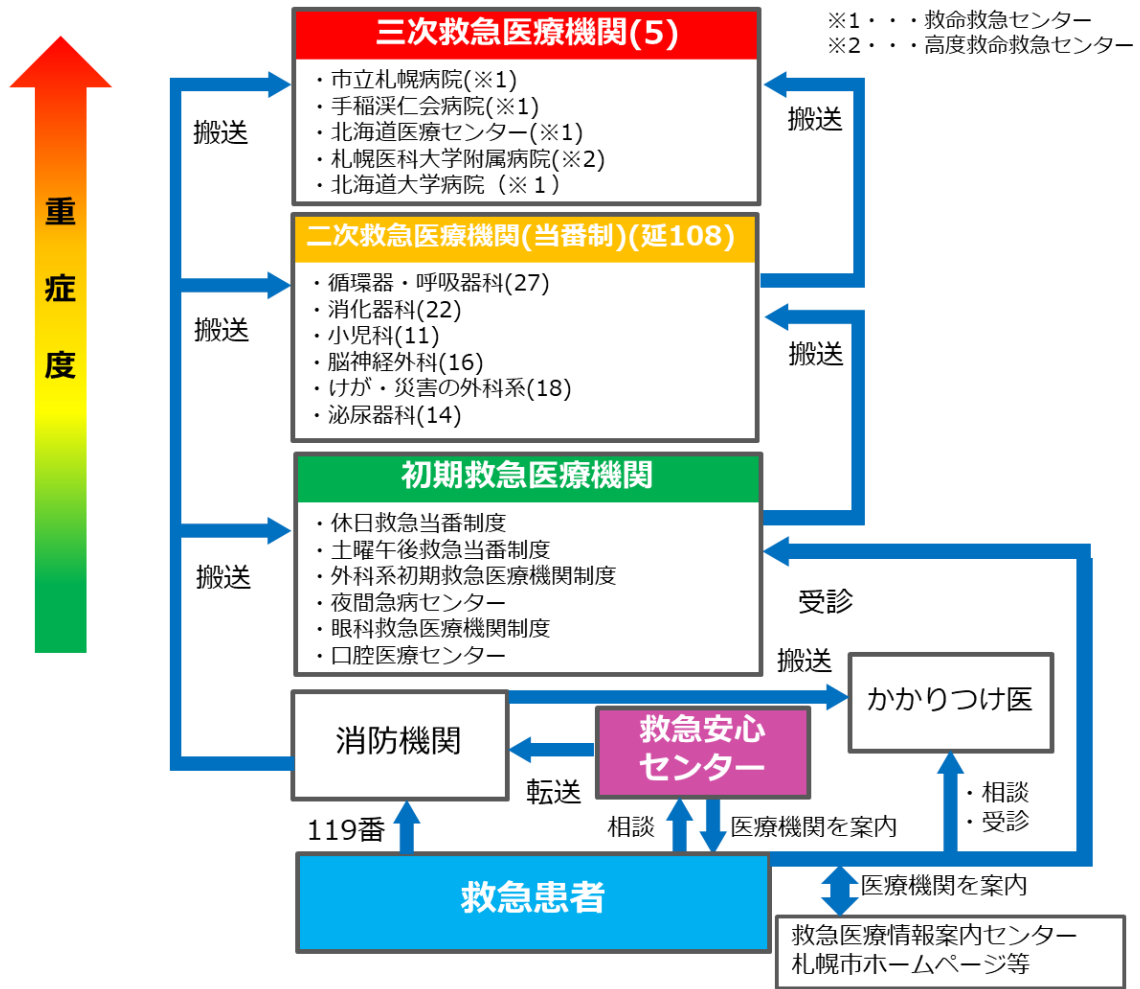 三次救急医療機関(5)
※1・・・救命救急センター
※2・・・高度救命救急センター
・市立札幌病院(※1)
・手稲渓仁会病院(※1)
・北海道医療センター(※1)
・札幌医科大学附属病院(※2)
・北海道大学病院（※１）
搬送
搬送
重症度
二次救急医療機関(当番制)(延108)
・循環器・呼吸器科(27)
・消化器科(22)
・小児科(11)
・脳神経外科(16)
・けが・災害の外科系(18)
・泌尿器科(14)
搬送
搬送
初期救急医療機関
・休日救急当番制度
・土曜午後救急当番制度
・外科系初期救急医療機関制度
・夜間急病センター
・眼科救急医療機関制度
・口腔医療センター
搬送
受診
搬送
かかりつけ医
消防機関
救急安心
センター
転送
・相談
・受診
119番
相談
医療機関を案内
救急患者
医療機関を案内
救急医療情報案内センター
札幌市ホームページ等